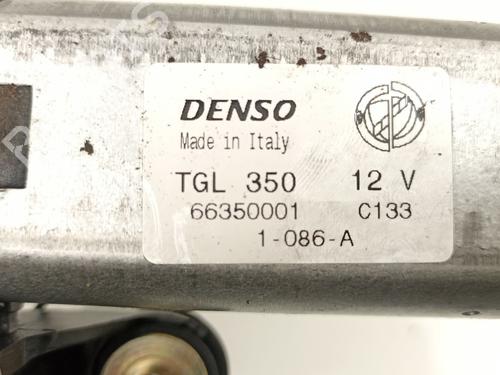 DENSO
Made in Italy
TGL 350 12 V
66350001 C133
1-086-A